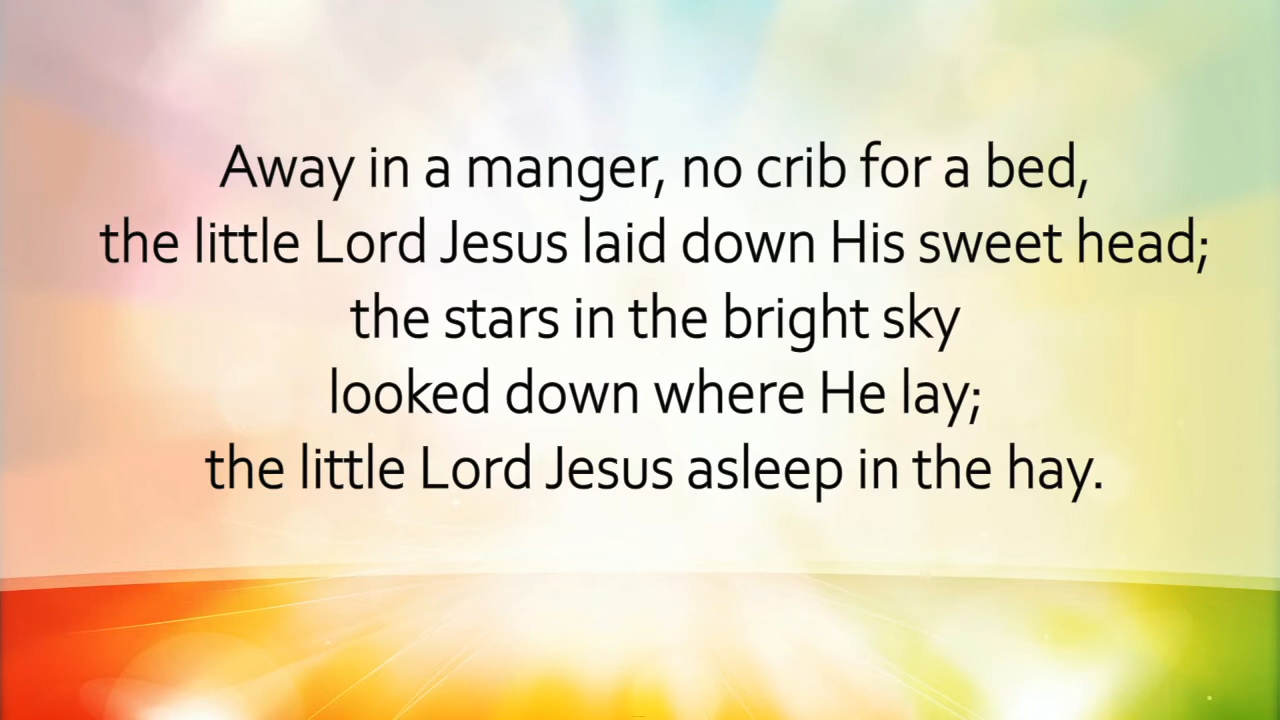 Away in a manger, no crib for a bed,
the little Lord Jesus laid down His sweet head;
the stars in the bright sky
looked down where He lay;
the little Lord Jesus asleep in the hay.